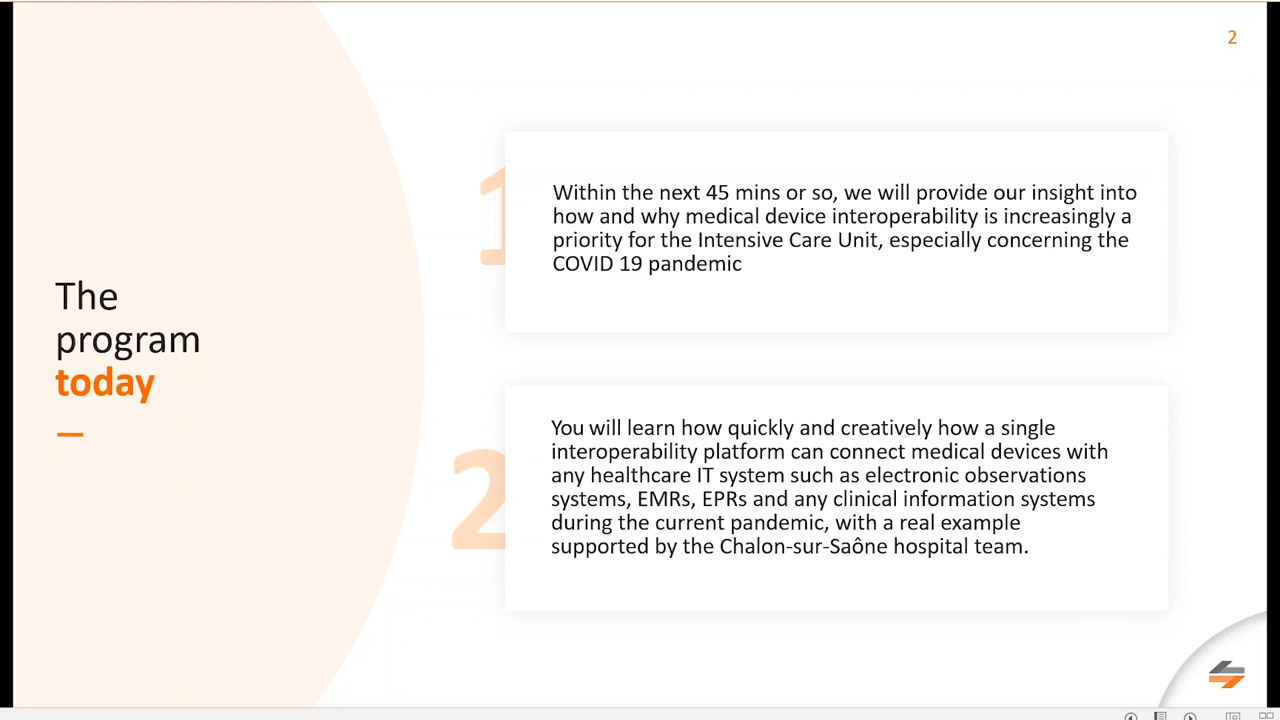 2
The
program
today
1
Within the next 45 mins or so, we will provide our insight into
how and why medical device interoperability is increasingly a
priority for the Intensive Care Unit, especially concerning the
COVID 19 pandemic
2
You will learn how quickly and creatively how a single
interoperability platform can connect medical devices with
any healthcare IT system such as electronic observations
systems, EMRs, EPRs and any clinical information systems
during the current pandemic, with a real example
supported by the Chalon-sur-Saône hospital team.